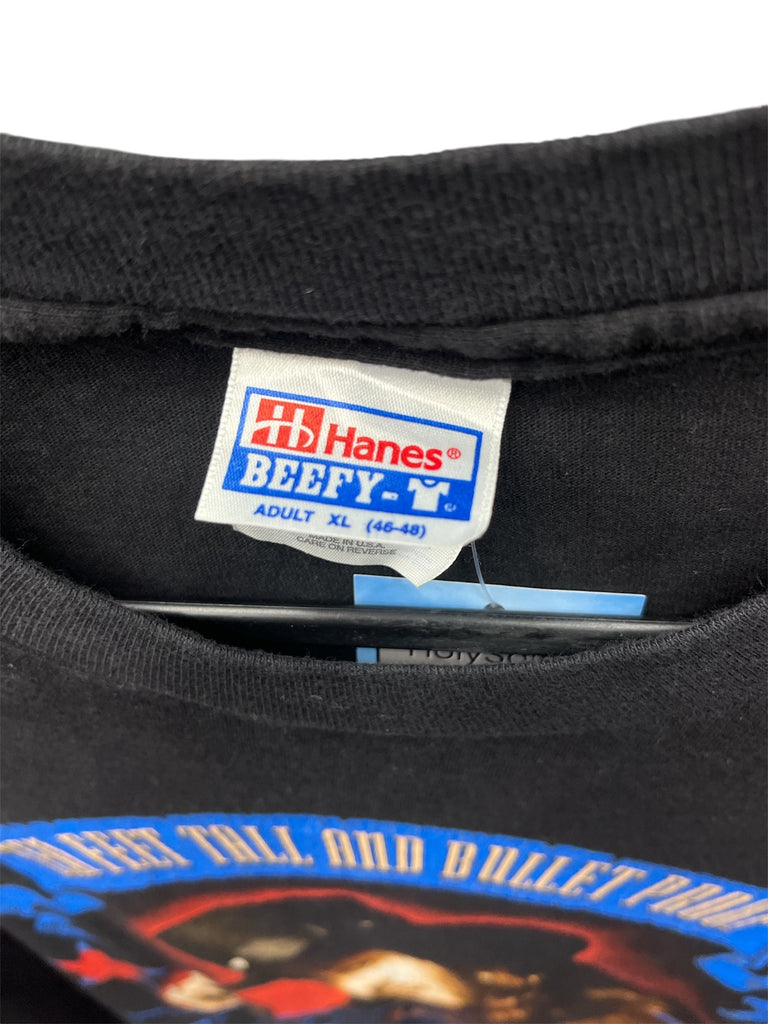 Hanes®
BEEFY-T
ADULT XL (46-48)
MADE IN U.S.A.
CARE ON REVERSE
FEET TALL AND BULLET PROOF